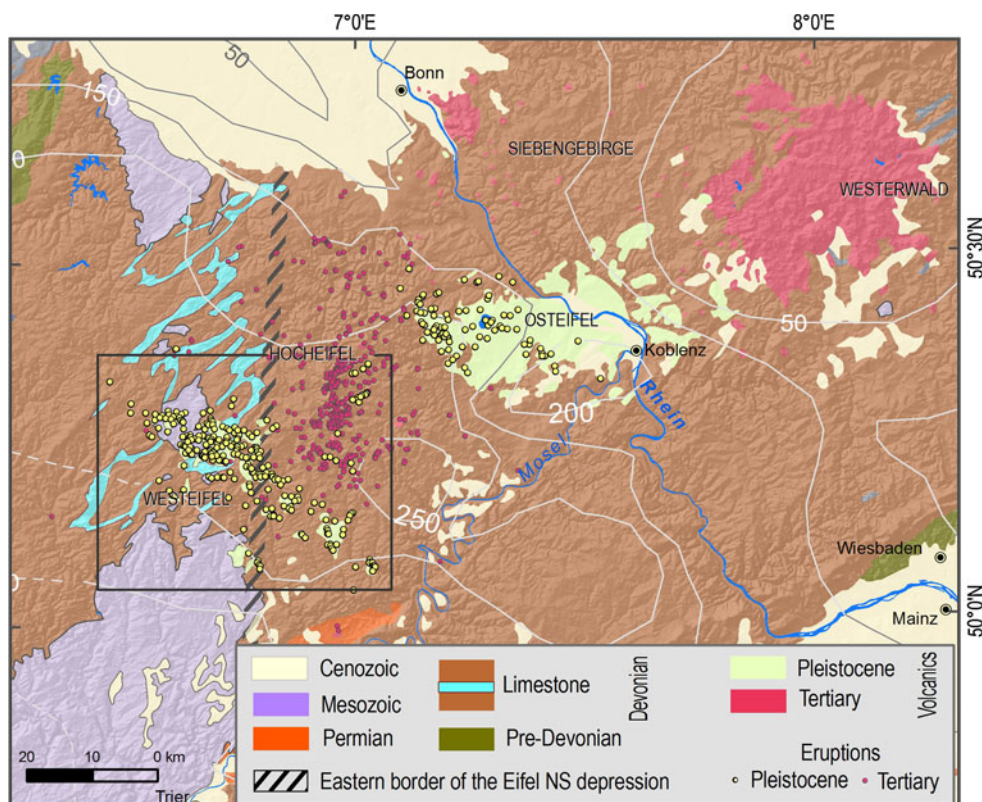 7°0'E
8°0'E
Bonn
50
150
SIEBENGEBIRGE
WESTERWALD
0
50°30'N
OSTEIFEL
50
HOCHEIFEL
Koblenz
200
Rhein
Mosel
WESTEIFEL
250
Wiesbaden
0
Mainz
50°0'N
Cenozoic
Limestone
Devonian
Pleistocene
Volcanics
Mesozoic
Tertiary
Permian
Pre-Devonian
Eruptions
20 10 0 km
Eastern border of the Eifel NS depression
Pleistocene
Tertiary
Trier